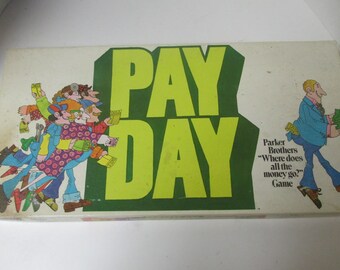 PAY
DAY
Parker
Brothers
"Where does
all the
money go?"
Game